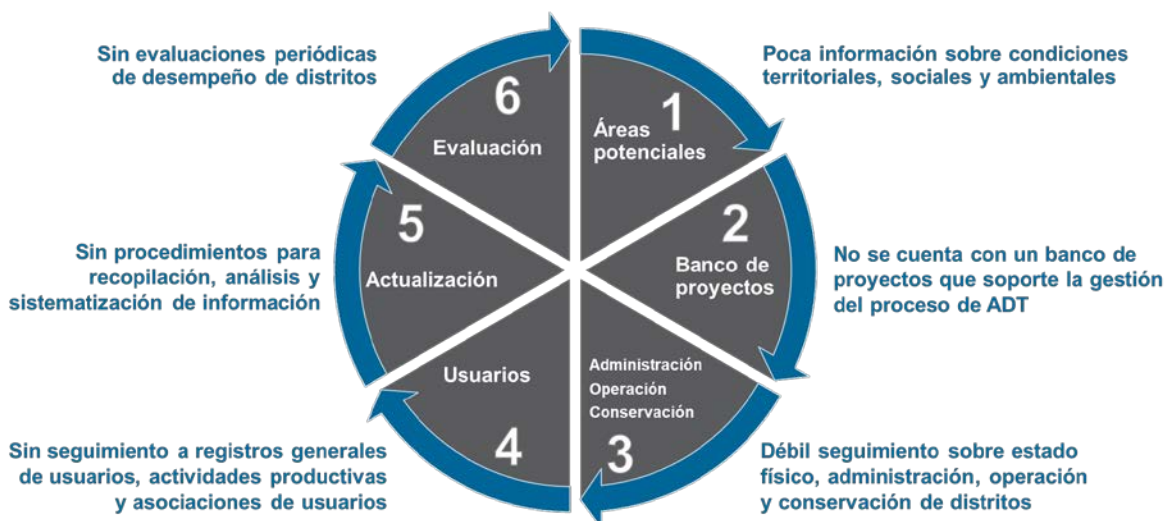 1
Áreas
potenciales
Poca información sobre condiciones
territoriales, sociales y ambientales
2
Banco de
proyectos
No se cuenta con un banco de
proyectos que soporte la gestión
del proceso de ADT
Administración
Operación
Conservación
3
Débil seguimiento sobre estado
físico, administración, operación
y conservación de distritos
Usuarios
4
Sin seguimiento a registros generales
de usuarios, actividades productivas
y asociaciones de usuarios
5
Actualización
Sin procedimientos para
recopilación, análisis y
sistematización de información
6
Evaluación
Sin evaluaciones periódicas
de desempeño de distritos